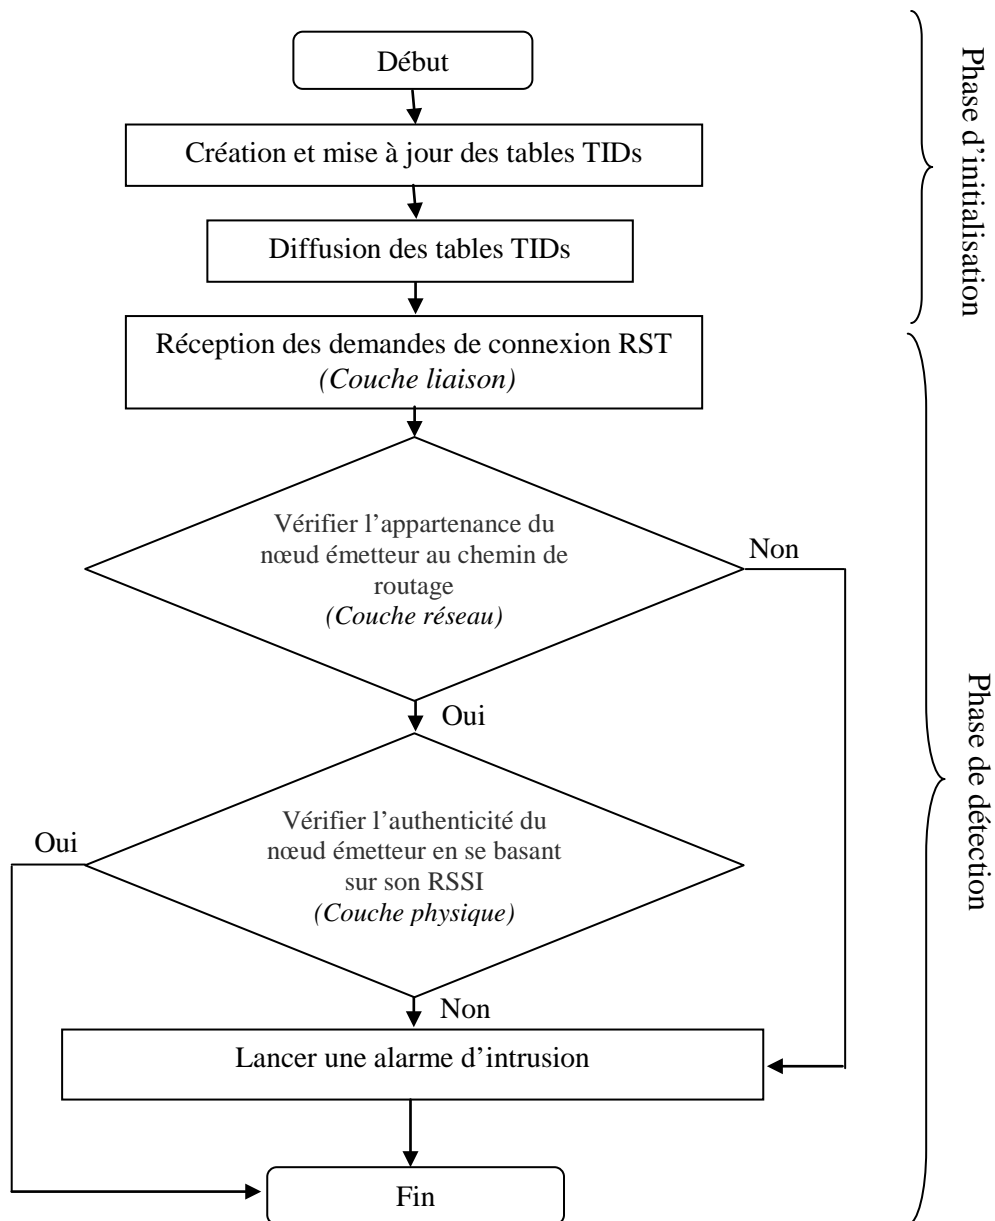 Début
Phase d'initialisation
Création et mise à jour des tables TIDs
Diffusion des tables TIDs
Réception des demandes de connexion RST
(Couche liaison)
Vérifier l'appartenance du
nœud émetteur au chemin de
routage
(Couche réseau)
Non
Oui
Phase de détection
Vérifier l'authenticité du
nœud émetteur en se basant
sur son RSSI
(Couche physique)
Oui
Non
Lancer une alarme d'intrusion
Fin